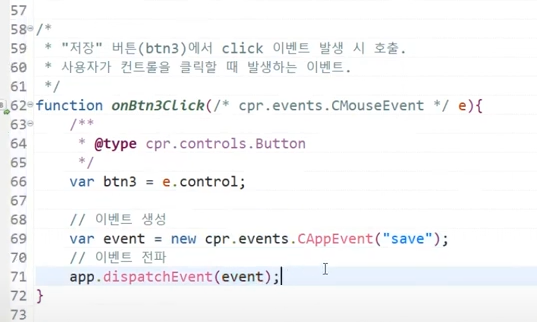 57
58 /*
59  * "저장" 버튼(btn3)에서 click 이벤트 발생 시 호출.
60  * 사용자가 컨트롤을 클릭할 때 발생하는 이벤트.
61  */
62 function onBtn3Click(/* cpr.events.CMouseEvent */ e){
63     /**
64      * @type cpr.controls.Button
65      */
66     var btn3 = e.control;
67
68     // 이벤트 생성
69     var event = new cpr.events.CAppEvent("save");
70     // 이벤트 전파
71     app.dispatchEvent(event);
72 }
73